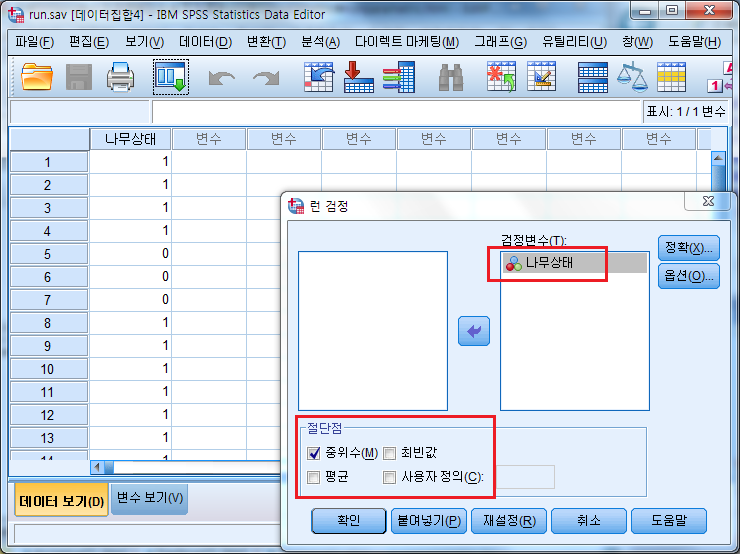 run.sav [데이터집합4] - IBM SPSS Statistics Data Editor
파일(F) 편집(E) 보기(V) 데이터(D) 변환(T) 분석(A) 다이렉트 마케팅(M) 그래프(G) 유틸리티(U) 창(W) 도움말(H)
표시: 1 / 1 변수
나무상태 변수 변수 변수 변수 변수 변수 변수
1 1
2 1
3 1
4 1
5 0
6 0
7 0
8 1
9 1
10 1
11 1
12 1
13 1
14 1
데이터 보기(D) 변수 보기(V)
런 검정
검정변수(T):
나무상태
정확(X)...
옵션(O)...
절단점
중위수(M) 최빈값
평균 사용자 정의(C):
확인 붙여넣기(P) 재설정(R) 취소 도움말